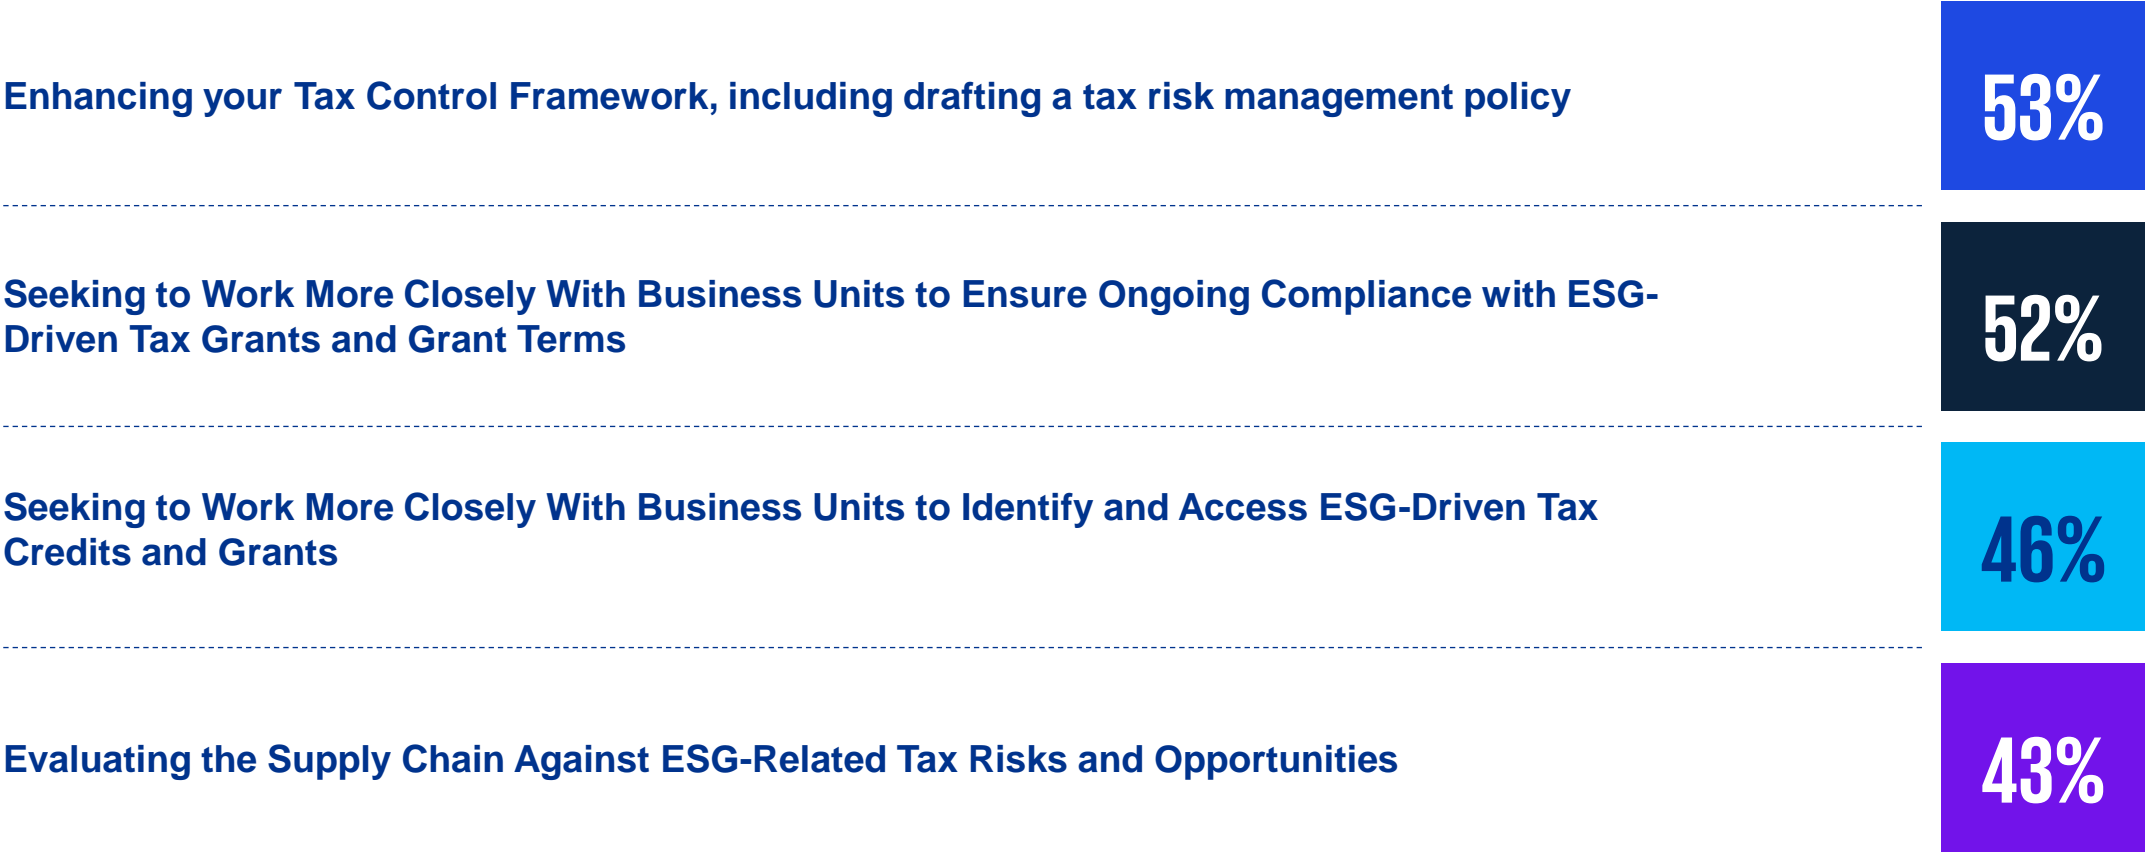 Enhancing your Tax Control Framework, including drafting a tax risk management policy
53%
Seeking to Work More Closely With Business Units to Ensure Ongoing Compliance with ESG-
Driven Tax Grants and Grant Terms
52%
Seeking to Work More Closely With Business Units to Identify and Access ESG-Driven Tax
Credits and Grants
46%
Evaluating the Supply Chain Against ESG-Related Tax Risks and Opportunities
43%